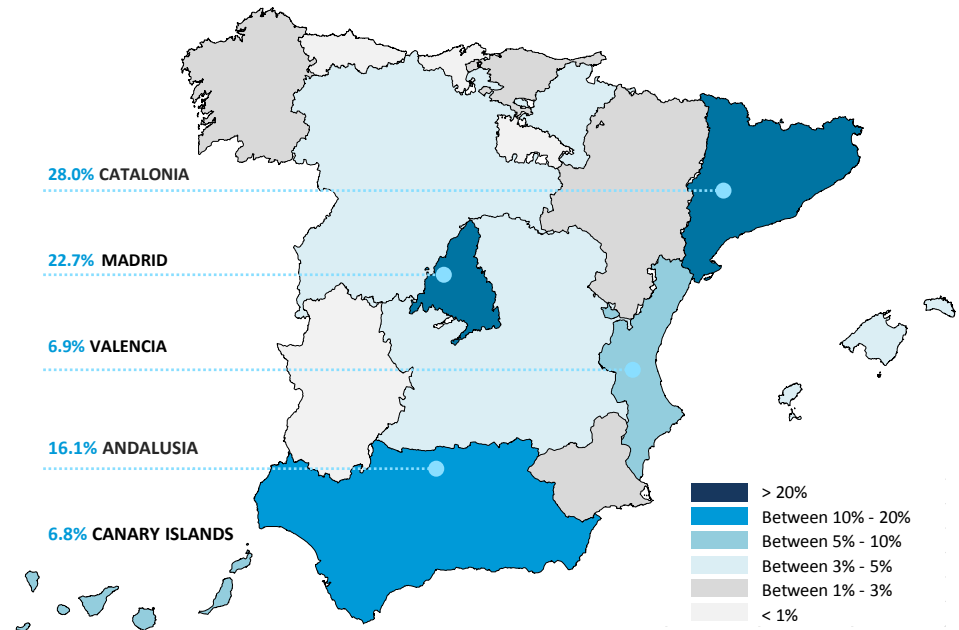 28.0% CATALONIA
22.7% MADRID
6.9% VALENCIA
16.1% ANDALUSIA
6.8% CANARY ISLANDS
> 20%
Between 10% - 20%
Between 5% - 10%
Between 3% - 5%
Between 1% - 3%
< 1%